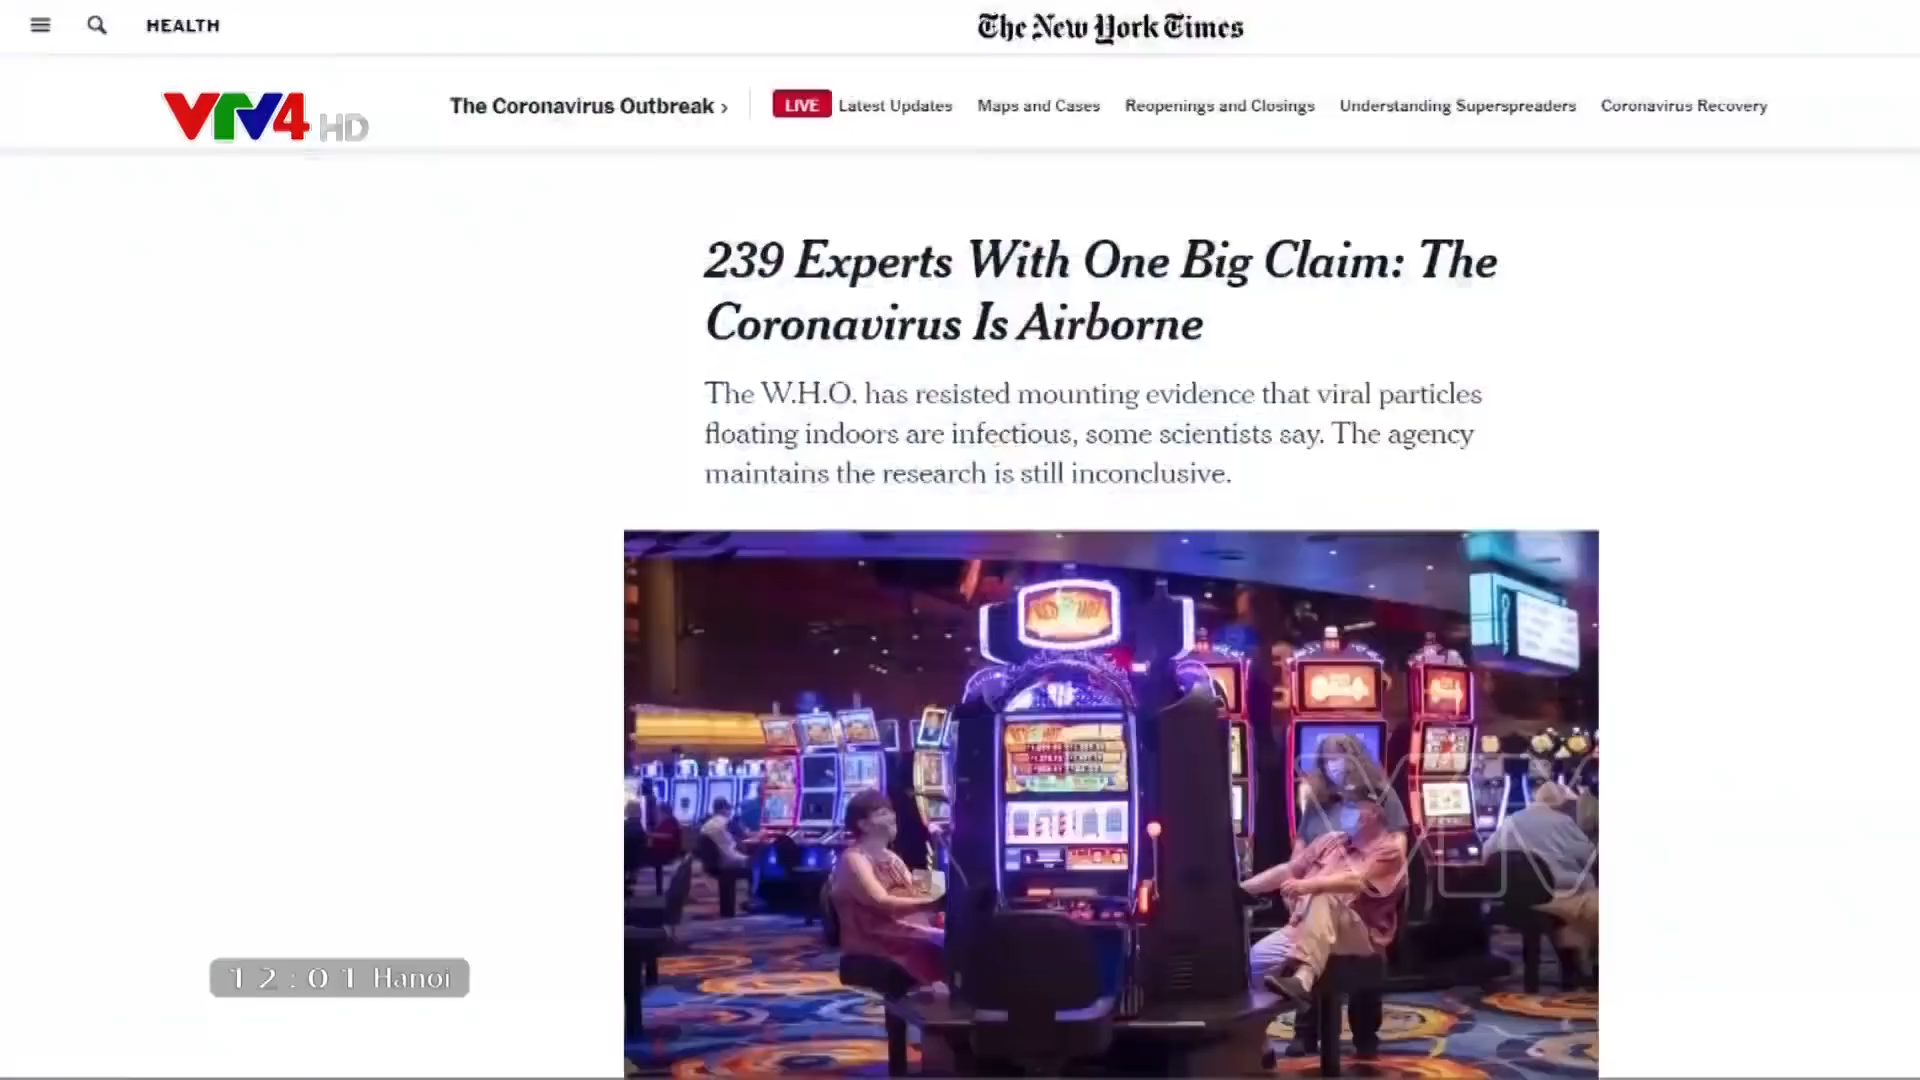 HEALTH
The New York Times
VTV4 HD
The Coronavirus Outbreak ›
LIVE Latest Updates
Maps and Cases
Reopenings and Closings
Understanding Superspreaders
Coronavirus Recovery
239 Experts With One Big Claim: The
Coronavirus Is Airborne
The W.H.O. has resisted mounting evidence that viral particles
floating indoors are infectious, some scientists say. The agency
maintains the research is still inconclusive.
RED HOT
12:01 Hanoi